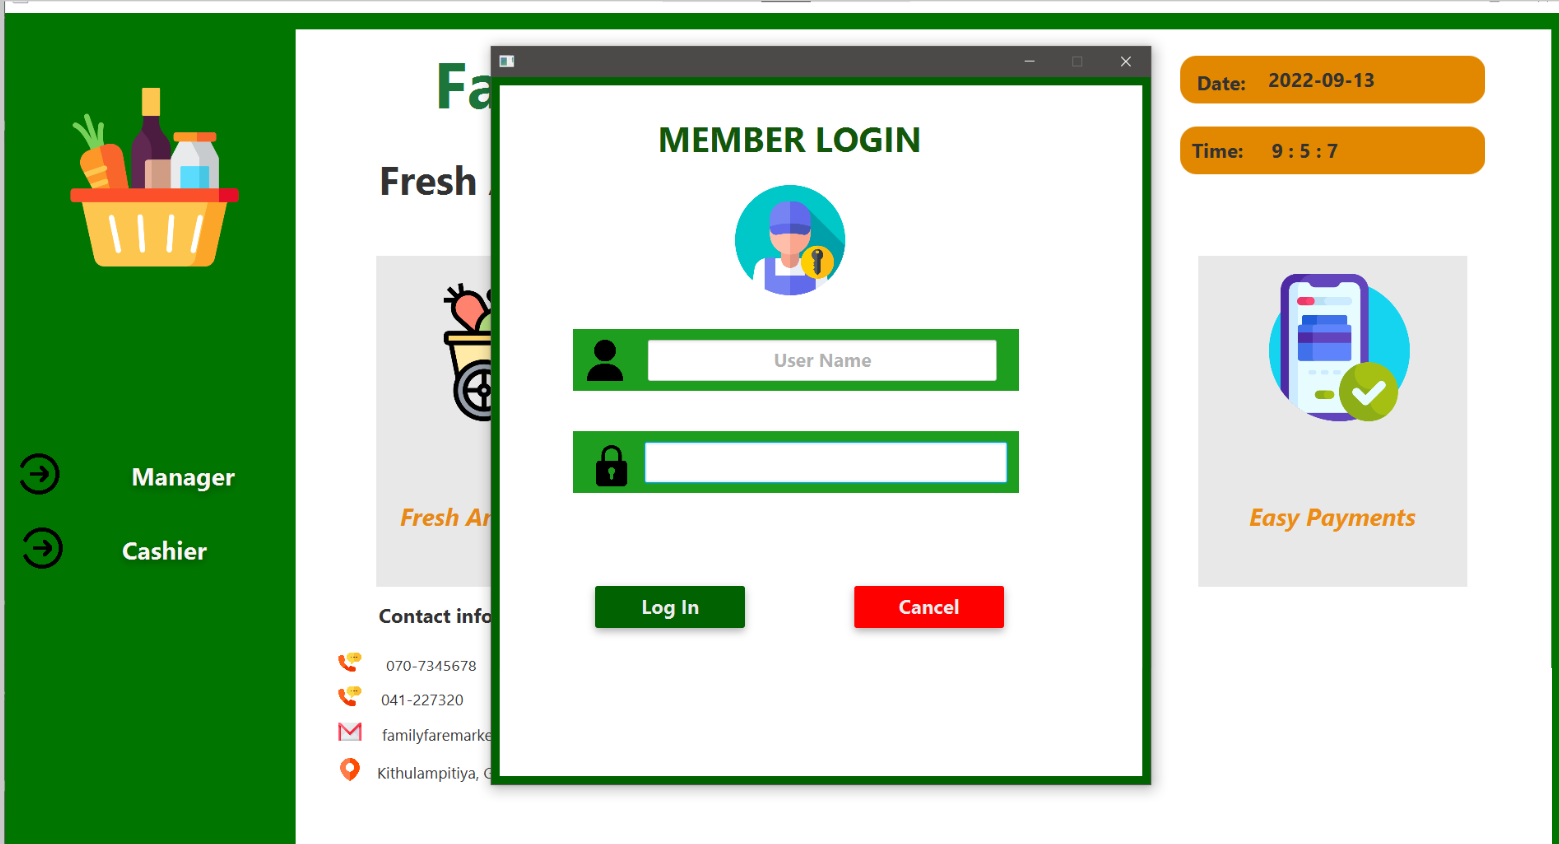 Manager
Cashier
Fa
Fresh
Date: 2022-09-13
Time: 9 : 5 : 7
MEMBER LOGIN
User Name
Log In
Cancel
Fresh Ar
Easy Payments
Contact info
070-7345678
041-227320
familyfaremarke
Kithulampitiya, G